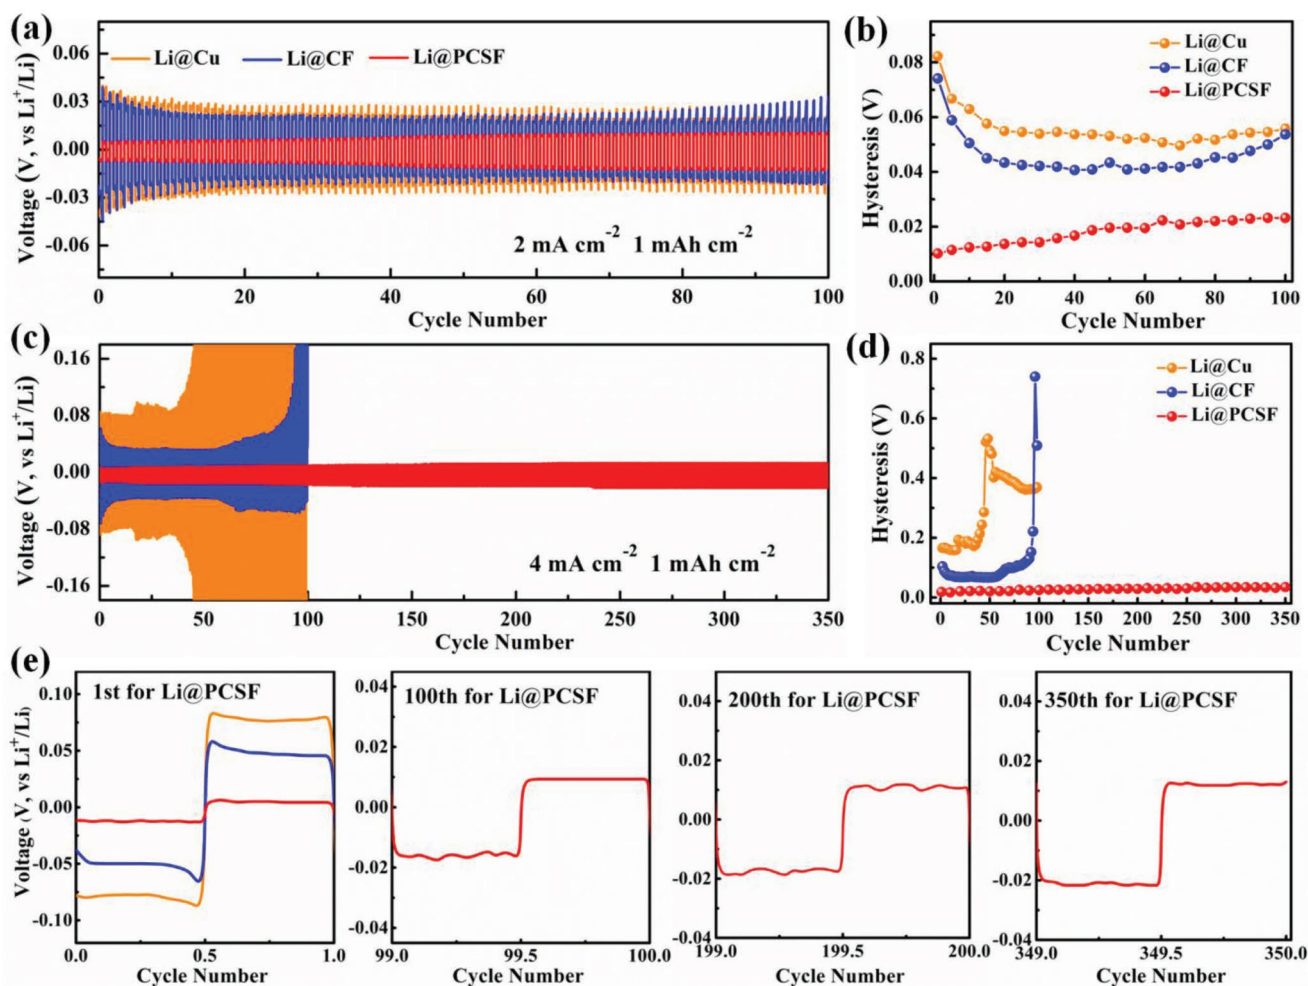 (a)
Voltage (V, vs Li⁺/Li)
0.06
0.03
0.00
-0.03
-0.06
Li@Cu Li@CF Li@PCSF
2 mA cm⁻² 1 mAh cm⁻²
0 20 40 60 80 100
Cycle Number
(b)
Hysteresis (V)
0.08
0.06
0.04
0.02
0.00
Li@Cu
Li@CF
Li@PCSF
0 20 40 60 80 100
Cycle Number
(c)
Voltage (V, vs Li⁺/Li)
0.16
0.08
0.00
-0.08
-0.16
4 mA cm⁻² 1 mAh cm⁻²
0 50 100 150 200 250 300 350
Cycle Number
(d)
Hysteresis (V)
0.8
0.6
0.4
0.2
0.0
Li@Cu
Li@CF
Li@PCSF
0 50 100 150 200 250 300 350
Cycle Number
(e)
Voltage (V, vs Li⁺/Li)
0.10
0.05
0.00
-0.05
-0.10
1st for Li@PCSF
0.0 0.5 1.0
Cycle Number
0.04
0.02
0.00
-0.02
-0.04
100th for Li@PCSF
99.0 99.5 100.0
Cycle Number
0.04
0.02
0.00
-0.02
-0.04
200th for Li@PCSF
199.0 199.5 200.0
Cycle Number
0.04
0.02
0.00
-0.02
-0.04
350th for Li@PCSF
349.0 349.5 350.0
Cycle Number